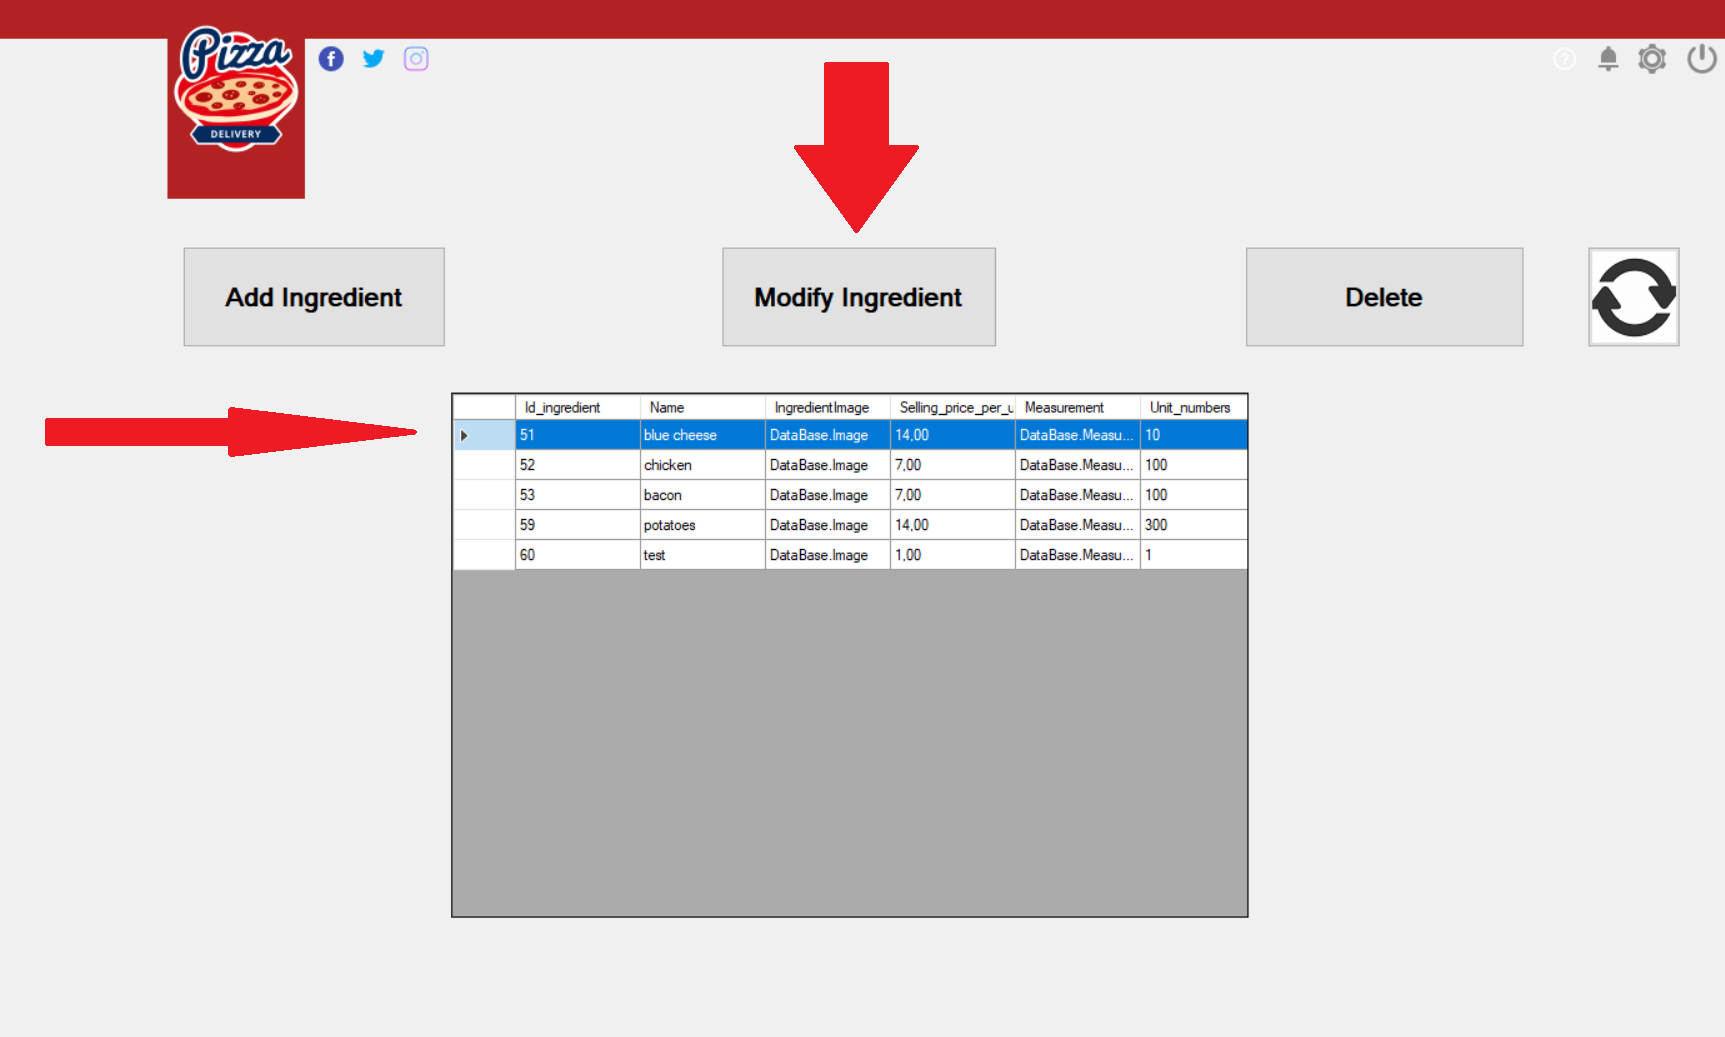 Pizza
DELIVERY
f
?
Add Ingredient
Modify Ingredient
Delete
Id_ingredient Name IngredientImage Selling_price_per_u Measurement Unit_numbers
51 blue cheese DataBase.Image 14,00 DataBase.Measu... 10
52 chicken DataBase.Image 7,00 DataBase.Measu... 100
53 bacon DataBase.Image 7,00 DataBase.Measu... 100
59 potatoes DataBase.Image 14,00 DataBase.Measu... 300
60 test DataBase.Image 1,00 DataBase.Measu... 1